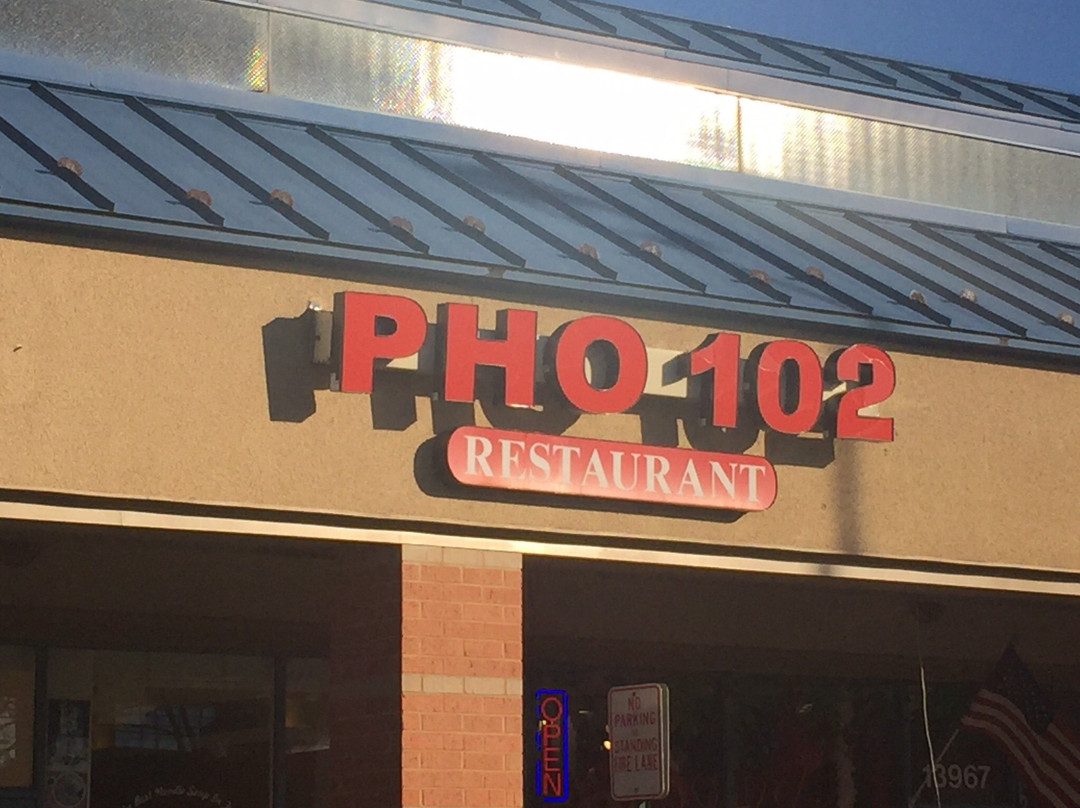 PHO 102
RESTAURANT
OPEN
NO
PARKING
STANDING
FIRE LANE
13967